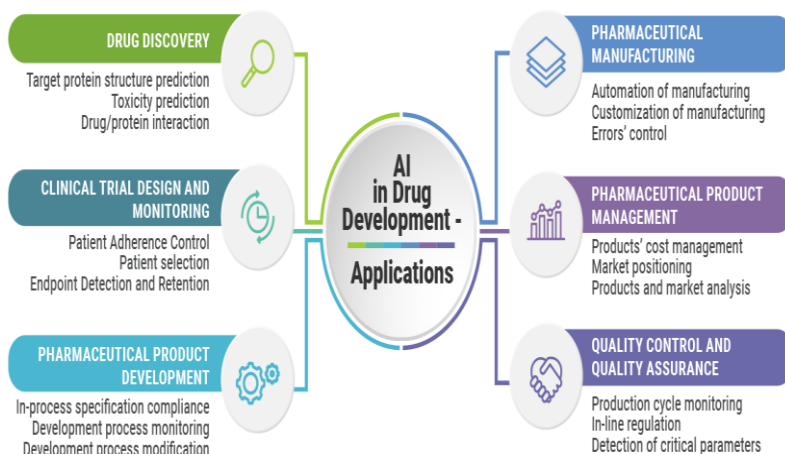 DRUG DISCOVERY
Target protein structure prediction
Toxicity prediction
Drug/protein interaction
CLINICAL TRIAL DESIGN AND
MONITORING
Patient Adherence Control
Patient selection
Endpoint Detection and Retention
PHARMACEUTICAL PRODUCT
DEVELOPMENT
In-process specification compliance
Development process monitoring
Development process modification
AI
in Drug
Development -
Applications
PHARMACEUTICAL
MANUFACTURING
Automation of manufacturing
Customization of manufacturing
Errors' control
PHARMACEUTICAL PRODUCT
MANAGEMENT
Products' cost management
Market positioning
Products and market analysis
QUALITY CONTROL AND
QUALITY ASSURANCE
Production cycle monitoring
In-line regulation
Detection of critical parameters